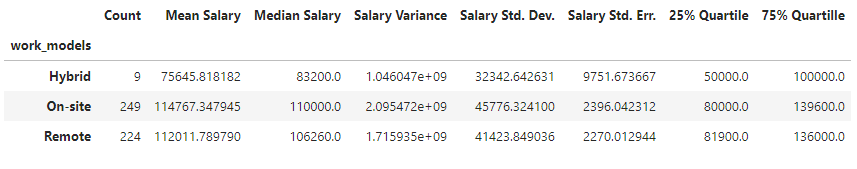 Count Mean Salary Median Salary Salary Variance Salary Std. Dev. Salary Std. Err. 25% Quartile 75% Quartille
work_models
Hybrid 9 75645.818182 83200.0 1.046047e+09 32342.642631 9751.673667 50000.0 100000.0
On-site 249 114767.347945 110000.0 2.095472e+09 45776.324100 2396.042312 80000.0 139600.0
Remote 224 112011.789790 106260.0 1.715935e+09 41423.849036 2270.012944 81900.0 136000.0